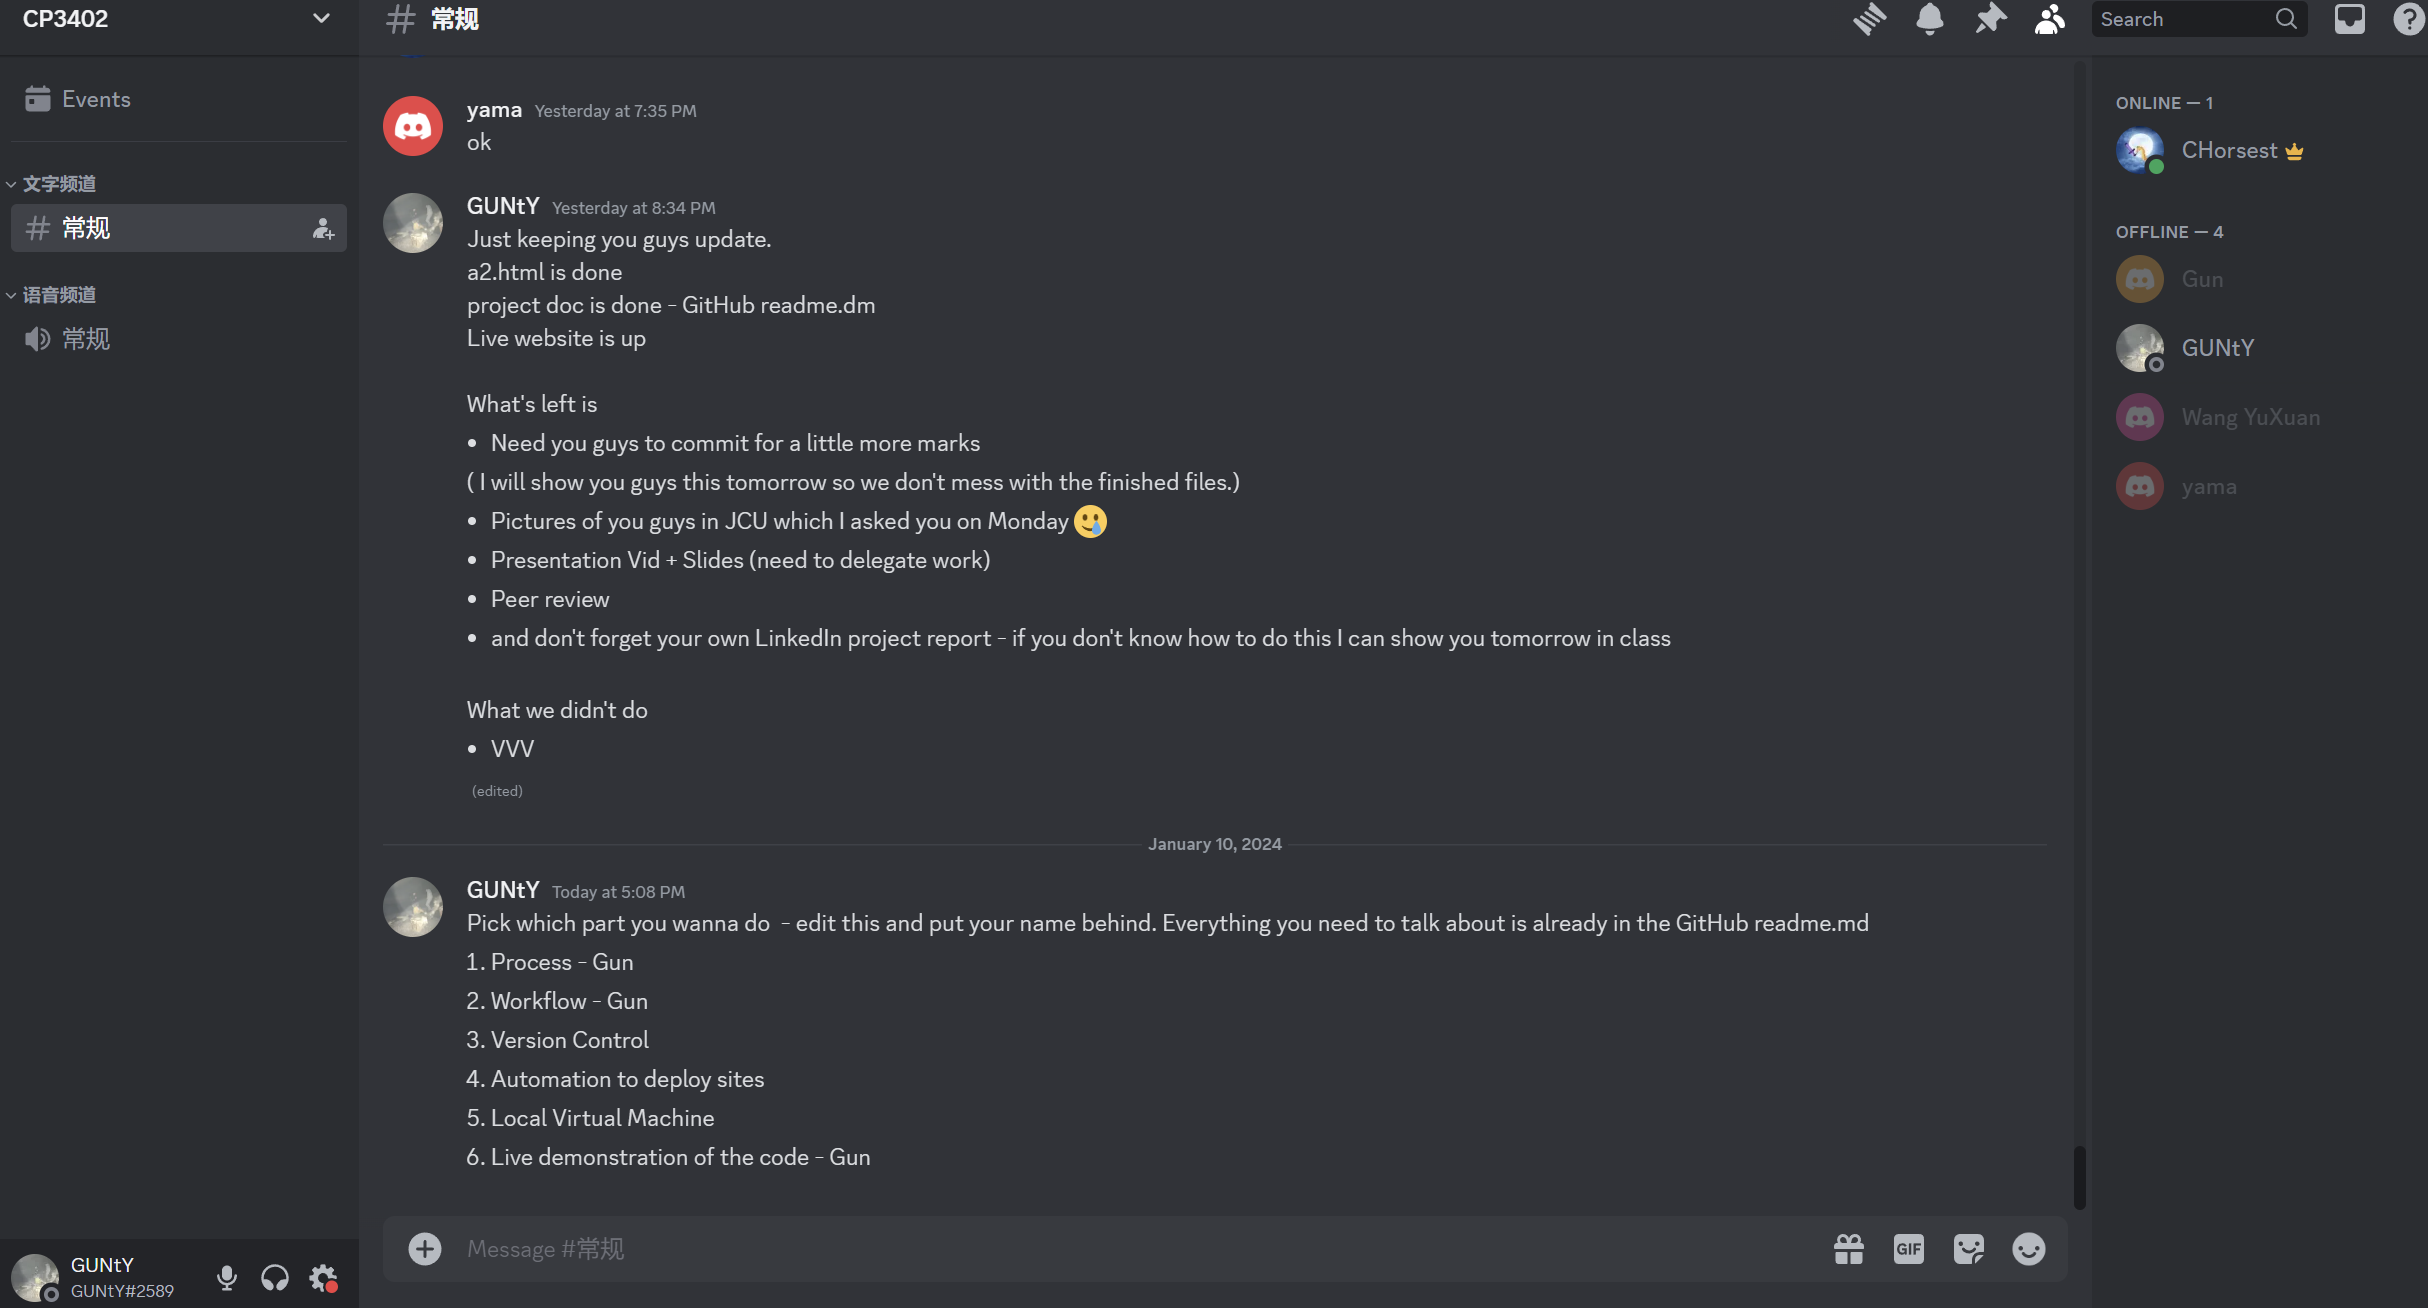 CP3402
Events
文字频道
常规
语音频道
常规
GUNtY
GUNtY#2589
常规
Search
yama Yesterday at 7:35 PM
ok
GUNtY Yesterday at 8:34 PM
Just keeping you guys update.
a2.html is done
project doc is done - GitHub readme.dm
Live website is up
What's left is
• Need you guys to commit for a little more marks
( I will show you guys this tomorrow so we don't mess with the finished files.)
• Pictures of you guys in JCU which I asked you on Monday 🥲
• Presentation Vid + Slides (need to delegate work)
• Peer review
• and don't forget your own LinkedIn project report - if you don't know how to do this I can show you tomorrow in class
What we didn't do
• VVV
(edited)
January 10, 2024
GUNtY Today at 5:08 PM
Pick which part you wanna do  - edit this and put your name behind. Everything you need to talk about is already in the GitHub readme.md
1. Process - Gun
2. Workflow - Gun
3. Version Control
4. Automation to deploy sites
5. Local Virtual Machine
6. Live demonstration of the code - Gun
Message #常规
GIF
ONLINE — 1
CHorsest
OFFLINE — 4
Gun
GUNtY
Wang YuXuan
yama